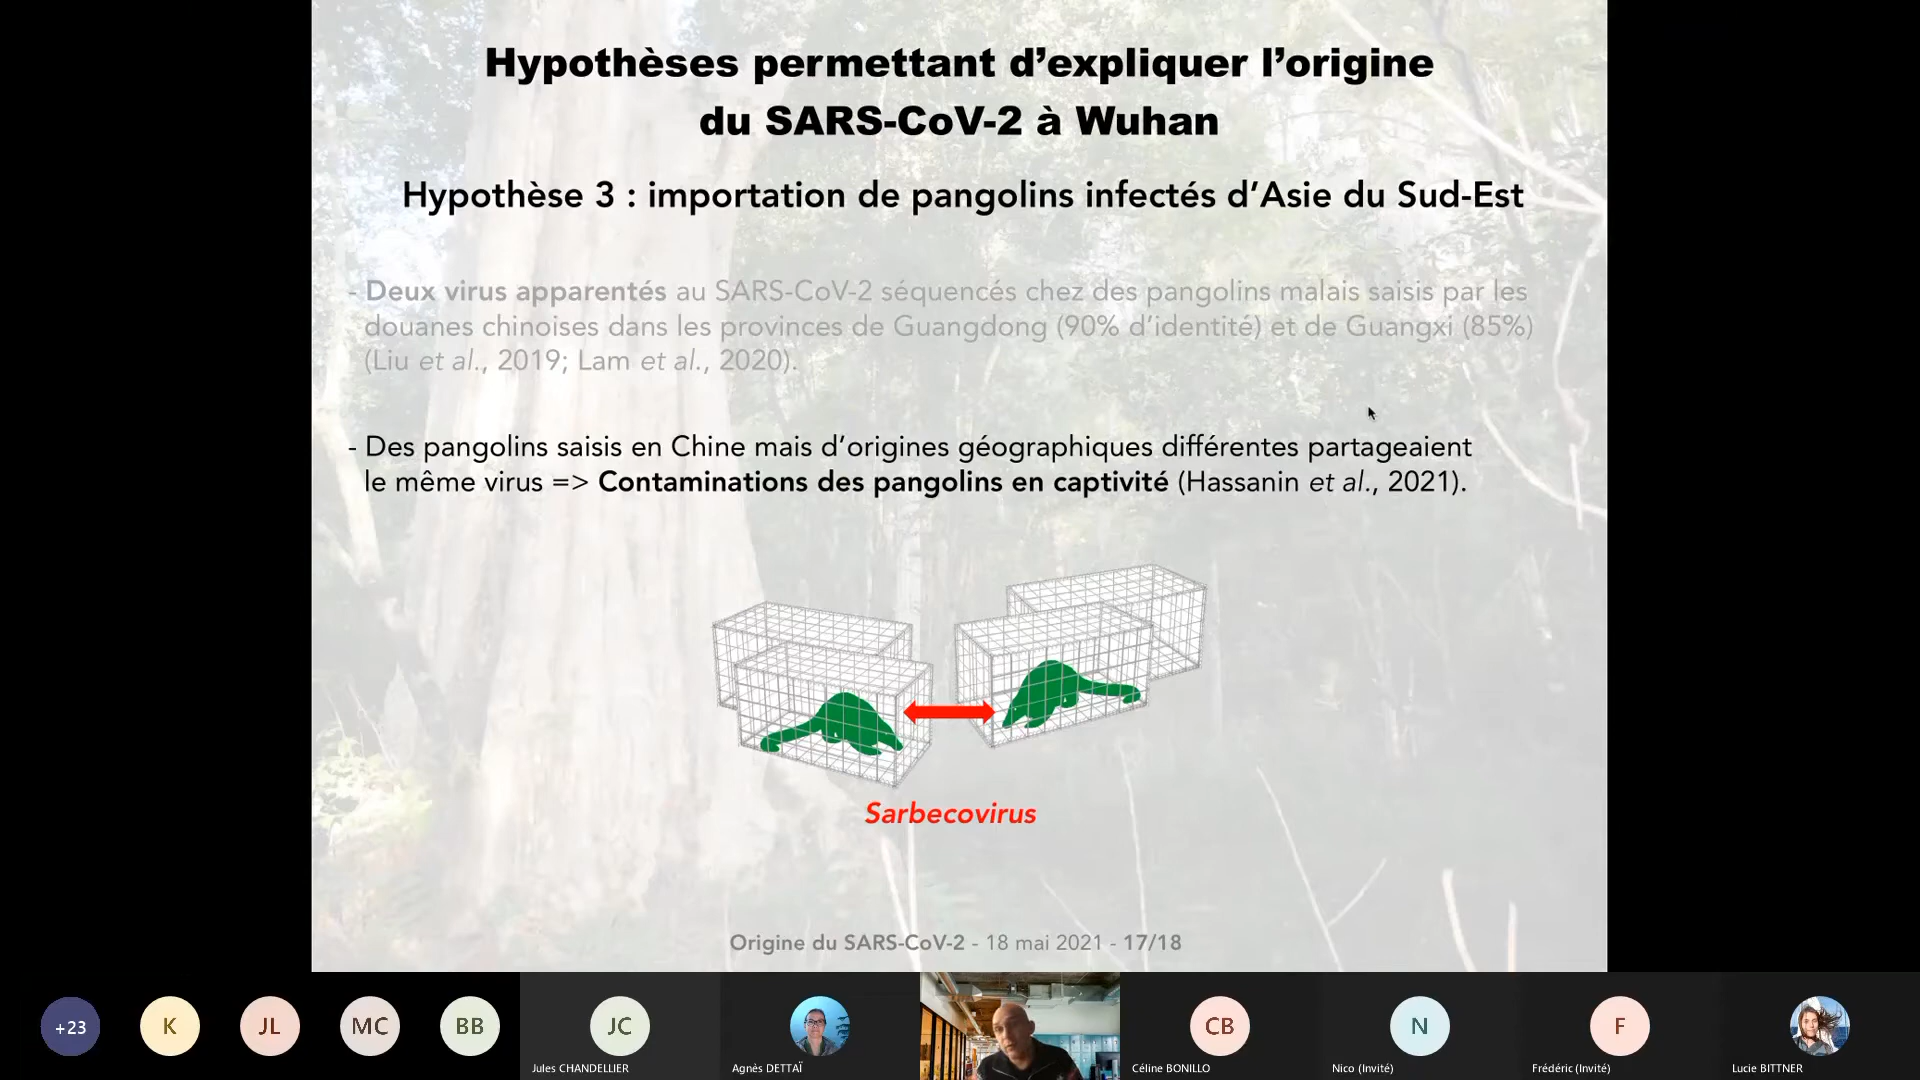 Hypothèses permettant d’expliquer l’origine
du SARS-CoV-2 à Wuhan
Hypothèse 3 : importation de pangolins infectés d’Asie du Sud-Est
- Deux virus apparentés au SARS-CoV-2 séquencés chez des pangolins malais saisis par les
douanes chinoises dans les provinces de Guangdong (90% d’identité) et de Guangxi (85%)
(Liu et al., 2019; Lam et al., 2020).
- Des pangolins saisis en Chine mais d’origines géographiques différentes partageaient
le même virus => Contaminations des pangolins en captivité (Hassanin et al., 2021).
Sarbecovirus
Origine du SARS-CoV-2 - 18 mai 2021 - 17/18
+23
K
JL
MC
BB
JC
CB
N
F
Jules CHANDELLIER
Agnès DETTAÏ
Céline BONILLO
Nico (Invité)
Frédéric (Invité)
Lucie BITTNER